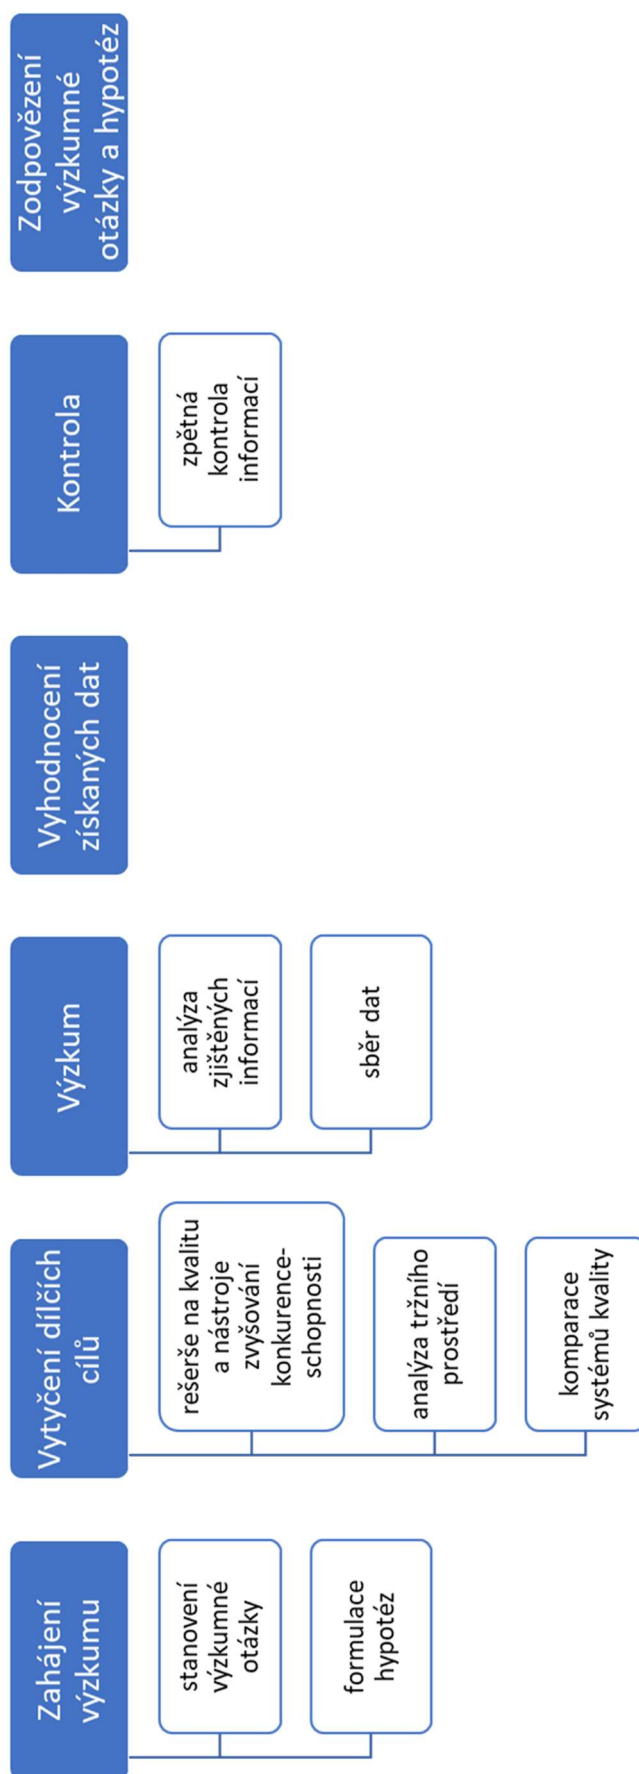 Zahájení
výzkumu
stanovení
výzkumné
otázky
formulace
hypotéz
Vytyčení dílčích
cílů
rešerše na kvalitu
a nástroje
zvyšování
konkurence-
schopnosti
analýza tržního
prostředí
komparace
systémů kvality
Výzkum
analýza
zjištěných
informací
sběr dat
Vyhodnocení
získaných dat
Kontrola
zpětná
kontrola
informací
Zodpovězení
výzkumné
otázky a hypotéz